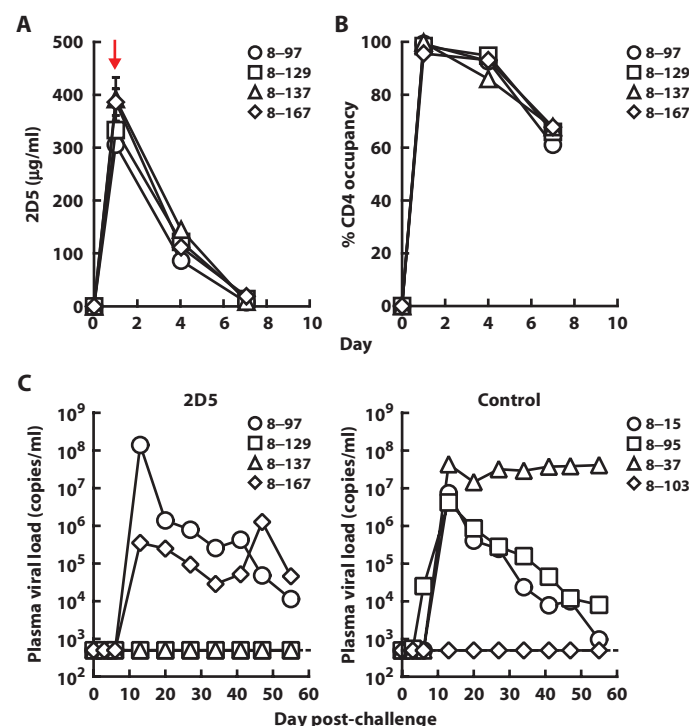 A
500
400
300
200
100
0
2D5 (μg/ml)
0 2 4 6 8 10
8–97
8–129
8–137
8–167
B
100
80
60
40
20
0
% CD4 occupancy
0 2 4 6 8 10
8–97
8–129
8–137
8–167
Day
C
2D5
10⁹
10⁸
10⁷
10⁶
10⁵
10⁴
10³
10²
Plasma viral load (copies/ml)
0 10 20 30 40 50 60
8–97
8–129
8–137
8–167
Control
10⁹
10⁸
10⁷
10⁶
10⁵
10⁴
10³
10²
Plasma viral load (copies/ml)
0 10 20 30 40 50 60
8–15
8–95
8–37
8–103
Day post-challenge